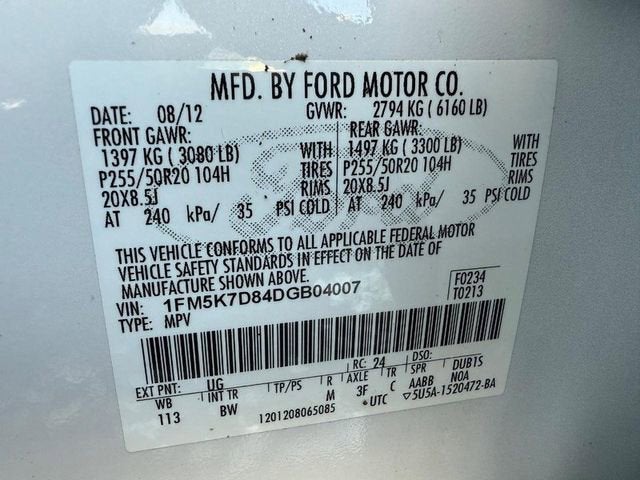 MFD. BY FORD MOTOR CO.
DATE: 08/12 GVWR: 2794 KG ( 6160 LB)
FRONT GAWR: REAR GAWR:
1397 KG ( 3080 LB) WITH 1497 KG ( 3300 LB) WITH
P255/50R20 104H TIRES P255/50R20 104H TIRES
20X8.5J RIMS 20X8.5J RIMS
AT 240 kPa/ 35 PSI COLD AT 240 kPa/ 35 PSI COLD
THIS VEHICLE CONFORMS TO ALL APPLICABLE FEDERAL MOTOR
VEHICLE SAFETY STANDARDS IN EFFECT ON THE DATE OF
MANUFACTURE SHOWN ABOVE.
VIN: 1FM5K7D84DGB04007 F0234
TYPE: MPV T0213
EXT PNT: UG RC: 24 DSO:
WB INT TR TP/PS R AXLE TR SPR DUB1S
113 BW M 3F C AABB NOA
1201208065085 *UTC ▽5U5A-1520472-BA